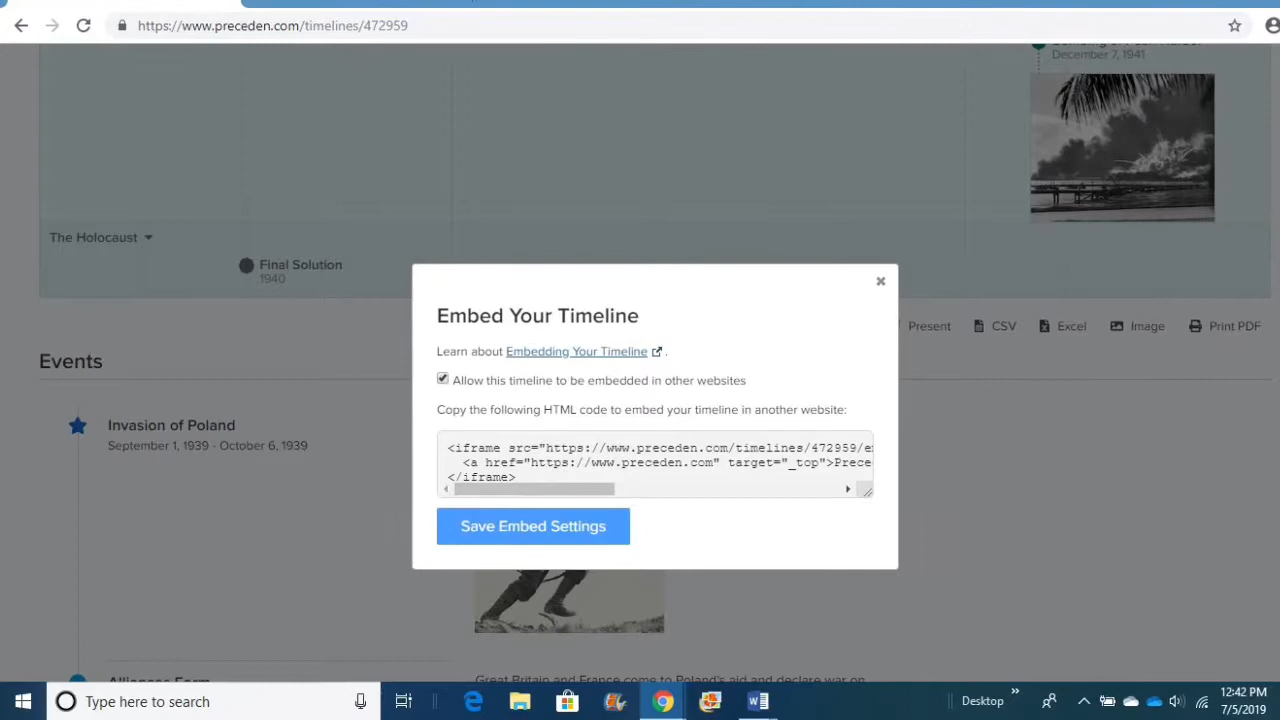 https://www.preceden.com/timelines/472959
December 7, 1941
The Holocaust
Final Solution
1940
Present
CSV
Excel
Image
Print PDF
Embed Your Timeline
Learn about Embedding Your Timeline .
Allow this timeline to be embedded in other websites
Copy the following HTML code to embed your timeline in another website:
<iframe src="https://www.preceden.com/timelines/472959/e
<a href="https://www.preceden.com" target="_top">Prece
</iframe>
Save Embed Settings
Events
Invasion of Poland
September 1, 1939 - October 6, 1939
Alliances Form
Great Britain and France come to Poland's aid and declare war on
Type here to search
Desktop
12:42 PM
7/5/2019